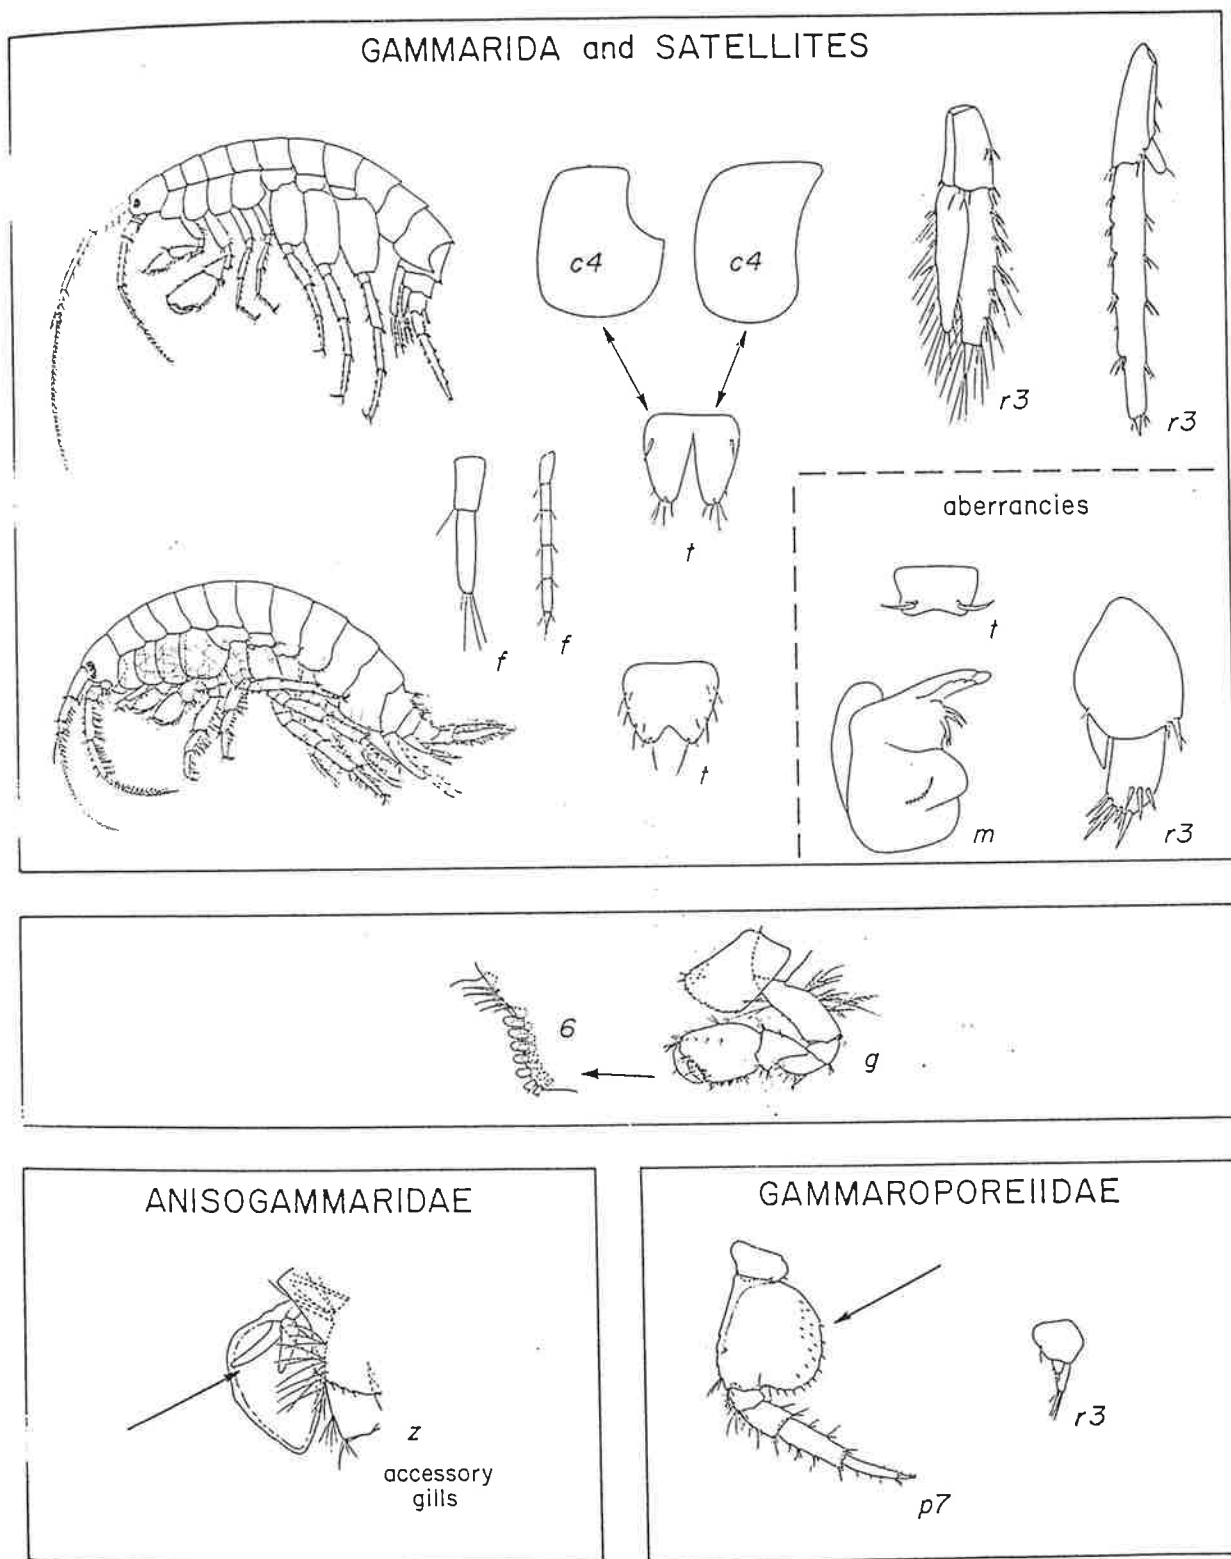 GAMMARIDA and SATELLITES
c4
c4
r3
r3
t
f
f
aberrancies
t
t
m
r3
6
g
ANISOGAMMARIDAE
z
accessory
gills
GAMMAROPOREIIDAE
r3
p7